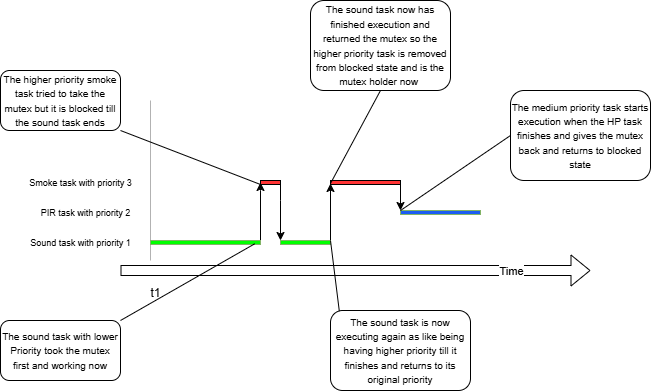 The sound task now has
finished execution and
returned the mutex so the
higher priority task is removed
from blocked state and is the
mutex holder now
The higher priority smoke
task tried to take the
mutex but it is blocked till
the sound task ends
The medium priority task starts
execution when the HP task
finishes and gives the mutex
back and returns to blocked
state
Smoke task with priority 3
PIR task with priority 2
Sound task with priority 1
Time
t1
The sound task with lower
Priority took the mutex
first and working now
The sound task is now
executing again as like being
having higher priority till it
finishes and returns to its
original priority